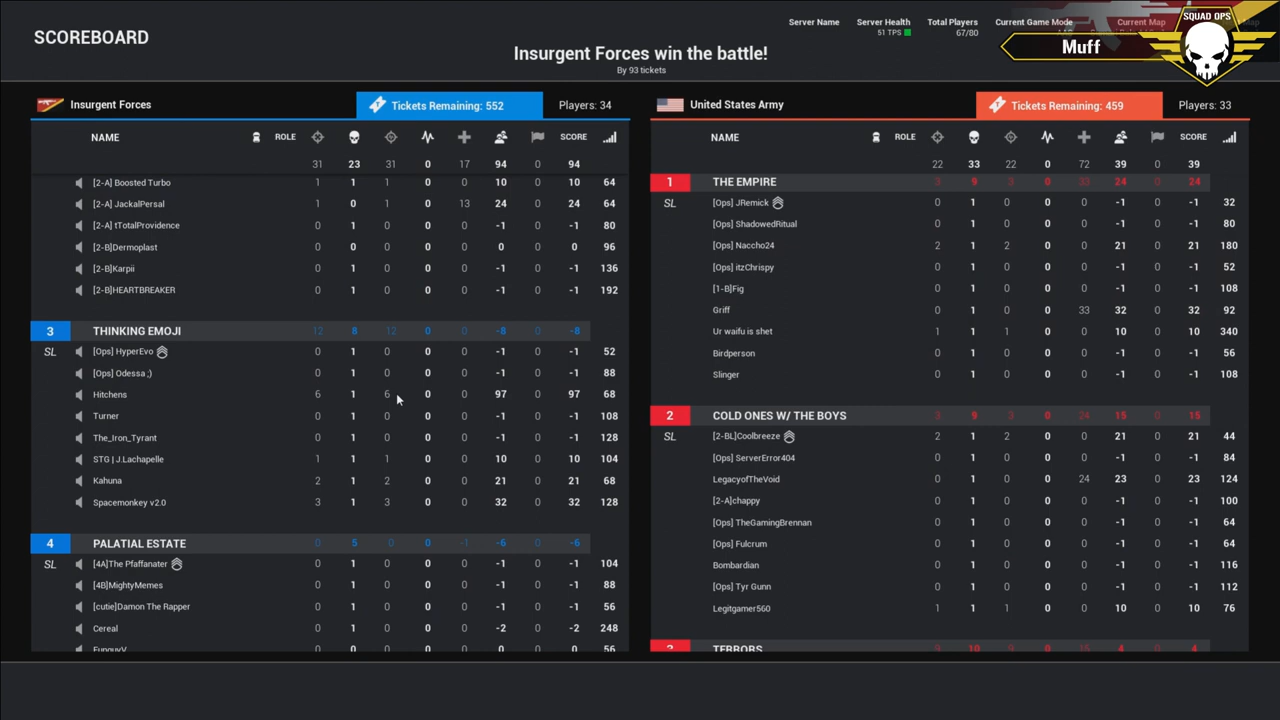 SCOREBOARD
Server Name Server Health Total Players Current Game Mode Current Map Map
51 TPS 67/80
SQUAD OPS
Muff
Insurgent Forces win the battle!
By 93 tickets
Insurgent Forces Tickets Remaining: 552 Players: 34
NAME ROLE SCORE
31 23 31 0 17 94 0 94
[2-A] Boosted Turbo 1 1 1 0 0 10 0 10 64
[2-A] JackalPersal 1 0 1 0 13 24 0 24 64
[2-A] tTotalProvidence 0 1 0 0 0 -1 0 -1 80
[2-B]Dermoplast 0 0 0 0 0 0 0 0 96
[2-B]Karpii 0 1 0 0 0 -1 0 -1 136
[2-B]HEARTBREAKER 0 1 0 0 0 -1 0 -1 192
3 THINKING EMOJI 12 8 12 0 0 -8 0 -8
SL [Ops] HyperEvo 0 1 0 0 0 -1 0 -1 52
[Ops] Odessa ;) 0 1 0 0 0 -1 0 -1 88
Hitchens 6 1 6 0 0 97 0 97 68
Turner 0 1 0 0 0 -1 0 -1 108
The_Iron_Tyrant 0 1 0 0 0 -1 0 -1 128
STG | J.Lachapelle 1 1 1 0 0 10 0 10 104
Kahuna 2 1 2 0 0 21 0 21 68
Spacemonkey v2.0 3 1 3 0 0 32 0 32 128
4 PALATIAL ESTATE 0 5 0 0 -1 -6 0 -6
SL [4A]The Pfaffanater 0 1 0 0 0 -1 0 -1 104
[4B]MightyMemes 0 1 0 0 0 -1 0 -1 88
[cutie]Damon The Rapper 0 1 0 0 0 -1 0 -1 56
Cereal 0 1 0 0 0 -2 0 -2 248
FunguyV 0 0 0 0 0 0 0 0 56
United States Army Tickets Remaining: 459 Players: 33
NAME ROLE SCORE
22 33 22 0 72 39 0 39
1 THE EMPIRE 3 9 3 0 33 24 0 24
SL [Ops] JRemick 0 1 0 0 0 -1 0 -1 32
[Ops] ShadowedRitual 0 1 0 0 0 -1 0 -1 80
[Ops] Naccho24 2 1 2 0 0 21 0 21 180
[Ops] itzChrispy 0 1 0 0 0 -1 0 -1 52
[1-B]Fig 0 1 0 0 0 -1 0 -1 108
Griff 0 1 0 0 33 32 0 32 92
Ur waifu is shet 1 1 1 0 0 10 0 10 340
Birdperson 0 1 0 0 0 -1 0 -1 56
Slinger 0 1 0 0 0 -1 0 -1 108
2 COLD ONES W/ THE BOYS 3 9 3 0 24 15 0 15
SL [2-BL]Coolbreeze 2 1 2 0 0 21 0 21 44
[Ops] ServerError404 0 1 0 0 0 -1 0 -1 84
LegacyofTheVoid 0 1 0 0 24 23 0 23 124
[2-A]chappy 0 1 0 0 0 -1 0 -1 100
[Ops] TheGamingBrennan 0 1 0 0 0 -1 0 -1 64
[Ops] Fulcrum 0 1 0 0 0 -1 0 -1 64
Bombardian 0 1 0 0 0 -1 0 -1 116
[Ops] Tyr Gunn 0 1 0 0 0 -1 0 -1 112
Legitgamer560 1 1 1 0 0 10 0 10 76
TERRORS 9 10 9 0 15 4 0 4